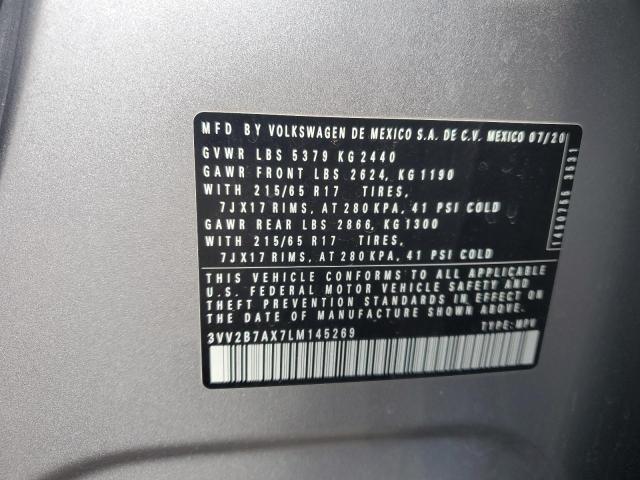 MFD BY VOLKSWAGEN DE MEXICO S.A. DE C.V. MEXICO 07/20
GVWR LBS 5379 KG 2440
GAWR FRONT LBS 2624, KG 1190
WITH 215/65 R17 TIRES,
7JX17 RIMS, AT 280 KPA, 41 PSI COLD
GAWR REAR LBS 2866, KG 1300
WITH 215/65 R17 TIRES,
7JX17 RIMS, AT 280 KPA, 41 PSI COLD
THIS VEHICLE CONFORMS TO ALL APPLICABLE
U.S. FEDERAL MOTOR VEHICLE SAFETY AND
THEFT PREVENTION STANDARDS IN EFFECT ON
THE DATE OF MANUFACTURE SHOWN ABOVE.
3VV2B7AX7LM145269 TYPE: MPV